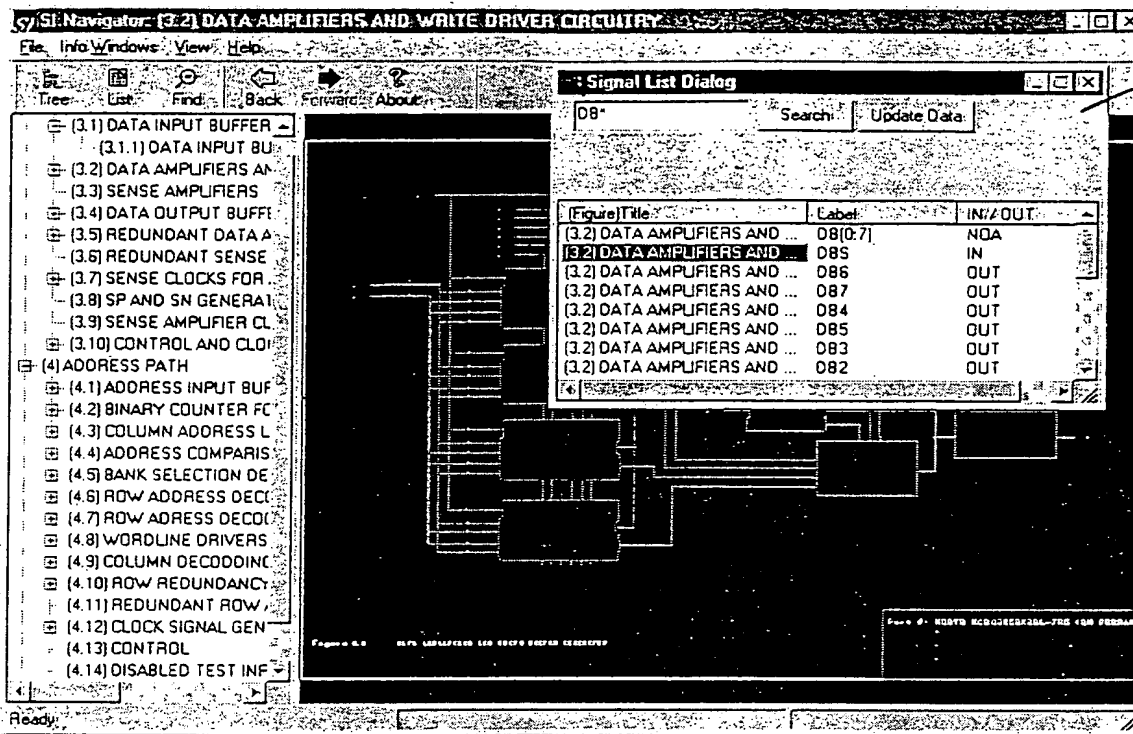 SI Navigator: (3.2) DATA AMPLIFIERS AND WRITE DRIVER CIRCUITRY
File Info Windows View Help
Tree List Find Back Forward About
(3.1) DATA INPUT BUFFER
(3.1.1) DATA INPUT BU
(3.2) DATA AMPLIFIERS AN
(3.3) SENSE AMPLIFIERS
(3.4) DATA OUTPUT BUFFE
(3.5) REDUNDANT DATA A
(3.6) REDUNDANT SENSE
(3.7) SENSE CLOCKS FOR
(3.8) SP AND SN GENERAT
(3.9) SENSE AMPLIFIER CL
(3.10) CONTROL AND CLO
(4) ADDRESS PATH
(4.1) ADDRESS INPUT BUF
(4.2) BINARY COUNTER FO
(4.3) COLUMN ADDRESS L
(4.4) ADDRESS COMPARIS
(4.5) BANK SELECTION DE
(4.6) ROW ADDRESS DECO
(4.7) ROW ADRESS DECOD
(4.8) WORDLINE DRIVERS
(4.9) COLUMN DECODDING
(4.10) ROW REDUNDANCY
(4.11) REDUNDANT ROW
(4.12) CLOCK SIGNAL GEN
(4.13) CONTROL
(4.14) DISABLED TEST INF
Signal List Dialog
DB*
Search Update Data
(Figure)Title Label IN//OUT
(3.2) DATA AMPLIFIERS AND ... DB[0:7] NOA
(3.2) DATA AMPLIFIERS AND ... DBS IN
(3.2) DATA AMPLIFIERS AND ... DB6 OUT
(3.2) DATA AMPLIFIERS AND ... DB7 OUT
(3.2) DATA AMPLIFIERS AND ... DB4 OUT
(3.2) DATA AMPLIFIERS AND ... DB5 OUT
(3.2) DATA AMPLIFIERS AND ... DB3 OUT
(3.2) DATA AMPLIFIERS AND ... DB2 OUT
DATA AMPLIFIERS AND WRITE DRIVER CIRCUITRY
Ready